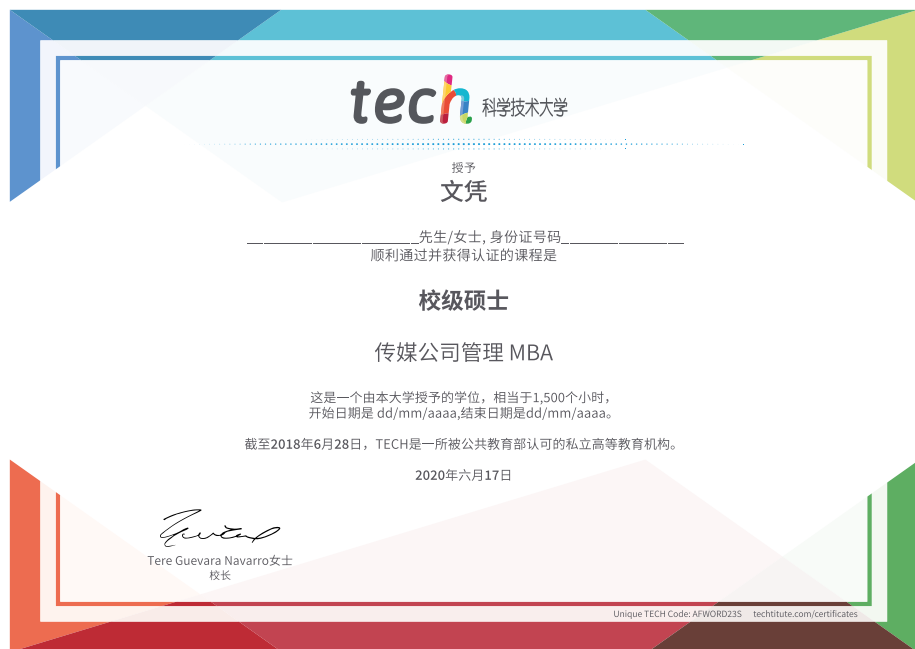 tech 科学技术大学
授予
文凭
______________________先生/女士, 身份证号码________________
顺利通过并获得认证的课程是
校级硕士
传媒公司管理 MBA
这是一个由本大学授予的学位，相当于1,500个小时，
开始日期是 dd/mm/aaaa,结束日期是dd/mm/aaaa。
截至2018年6月28日，TECH是一所被公共教育部认可的私立高等教育机构。
2020年六月17日
Tere Guevara Navarro女士
校长
Unique TECH Code: AFWORD23S techtitute.com/certificates